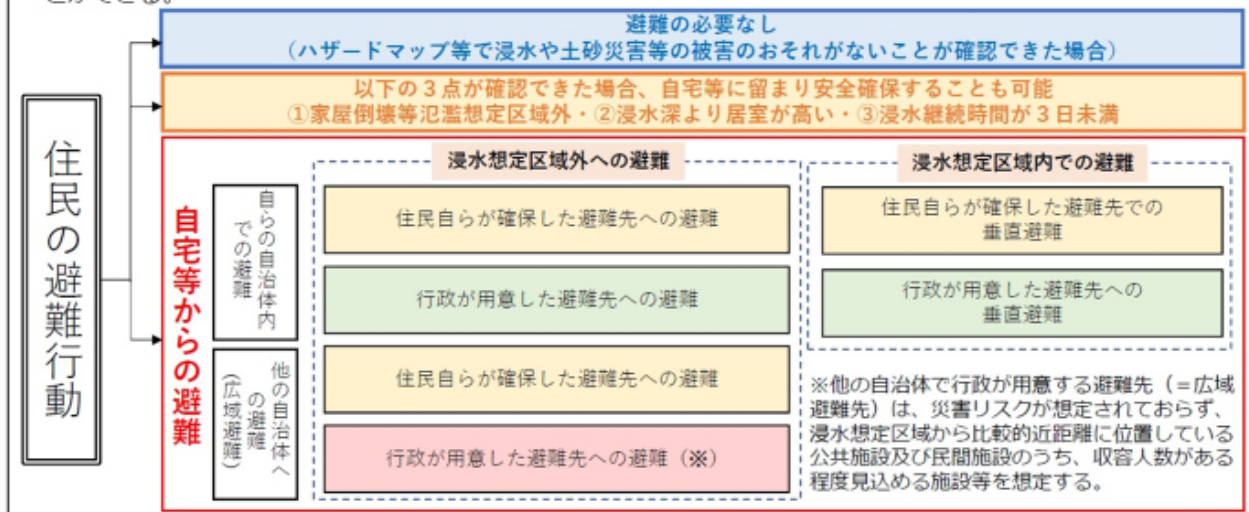 とができる。
避難の必要なし
（ハザードマップ等で浸水や土砂災害等の被害のおそれがないことが確認できた場合）
以下の３点が確認できた場合、自宅等に留まり安全確保することも可能
①家屋倒壊等氾濫想定区域外・②浸水深より居室が高い・③浸水継続時間が３日未満
住民の避難行動
自宅等からの避難
自らの自治体内
での避難
他の自治体へ
の避難
（広域避難）
浸水想定区域外への避難
住民自らが確保した避難先への避難
行政が用意した避難先への避難
住民自らが確保した避難先への避難
行政が用意した避難先への避難（※）
浸水想定区域内での避難
住民自らが確保した避難先での
垂直避難
行政が用意した避難先への
垂直避難
※他の自治体で行政が用意する避難先（＝広域
避難先）は、災害リスクが想定されておらず、
浸水想定区域から比較的近距離に位置している
公共施設及び民間施設のうち、収容人数がある
程度見込める施設等を想定する。